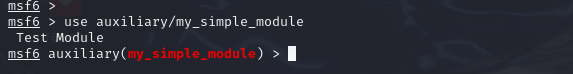 msf6 >
msf6 > use auxiliary/my_simple_module
Test Module
msf6 auxiliary(my_simple_module) >